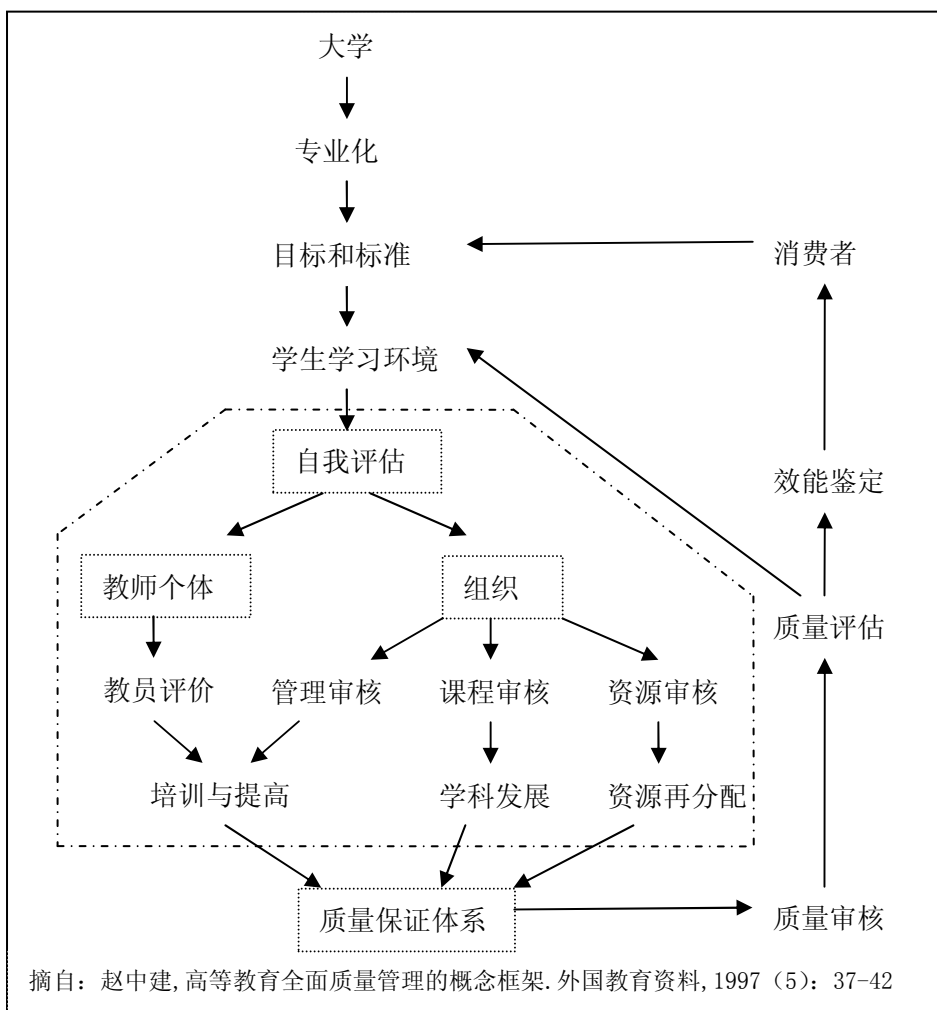 大学
专业化
目标和标准 消费者
学生学习环境
自我评估 效能鉴定
教师个体 组织
质量评估
教员评价 管理审核 课程审核 资源审核
培训与提高 学科发展 资源再分配
质量保证体系 质量审核
摘自：赵中建,高等教育全面质量管理的概念框架.外国教育资料,1997（5）：37-42